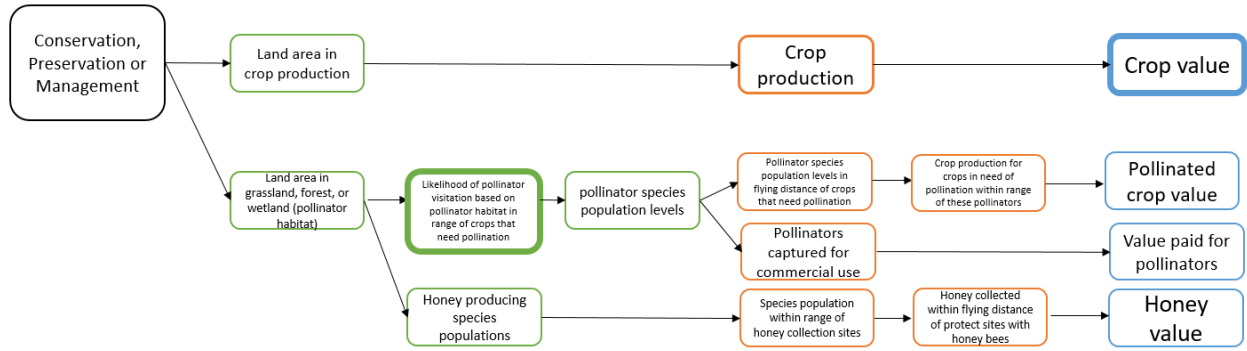 Conservation,
Preservation or
Management
Land area in
crop production
Crop
production
Crop value
Land area in
grassland, forest, or
wetland (pollinator
habitat)
Likelihood of pollinator
visitation based on
pollinator habitat in
range of crops that
need pollination
pollinator species
population levels
Pollinator species
population levels in
flying distance of crops
that need pollination
Crop production for
crops in need of
pollination within range
of these pollinators
Pollinated
crop value
Pollinators
captured for
commercial use
Value paid for
pollinators
Honey producing
species
populations
Species population
within range of
honey collection sites
Honey collected
within flying distance
of protect sites with
honey bees
Honey
value